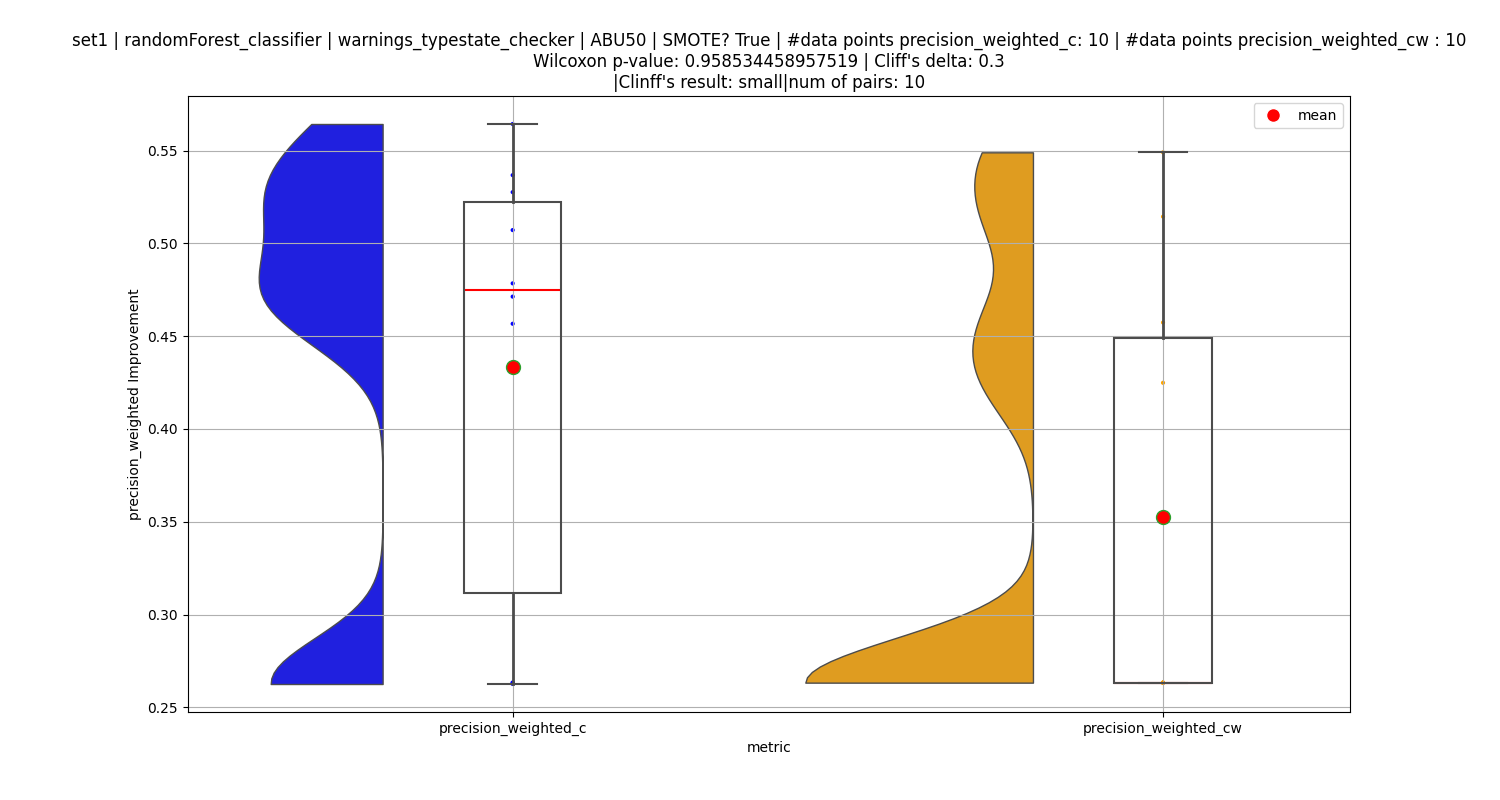 set1 | randomForest_classifier | warnings_typestate_checker | ABU50 | SMOTE? True | #data points precision_weighted_c: 10 | #data points precision_weighted_cw : 10
Wilcoxon p-value: 0.958534458957519 | Cliff's delta: 0.3
|Clinff's result: small|num of pairs: 10
mean
precision_weighted Improvement
0.55
0.50
0.45
0.40
0.35
0.30
0.25
precision_weighted_c
precision_weighted_cw
metric